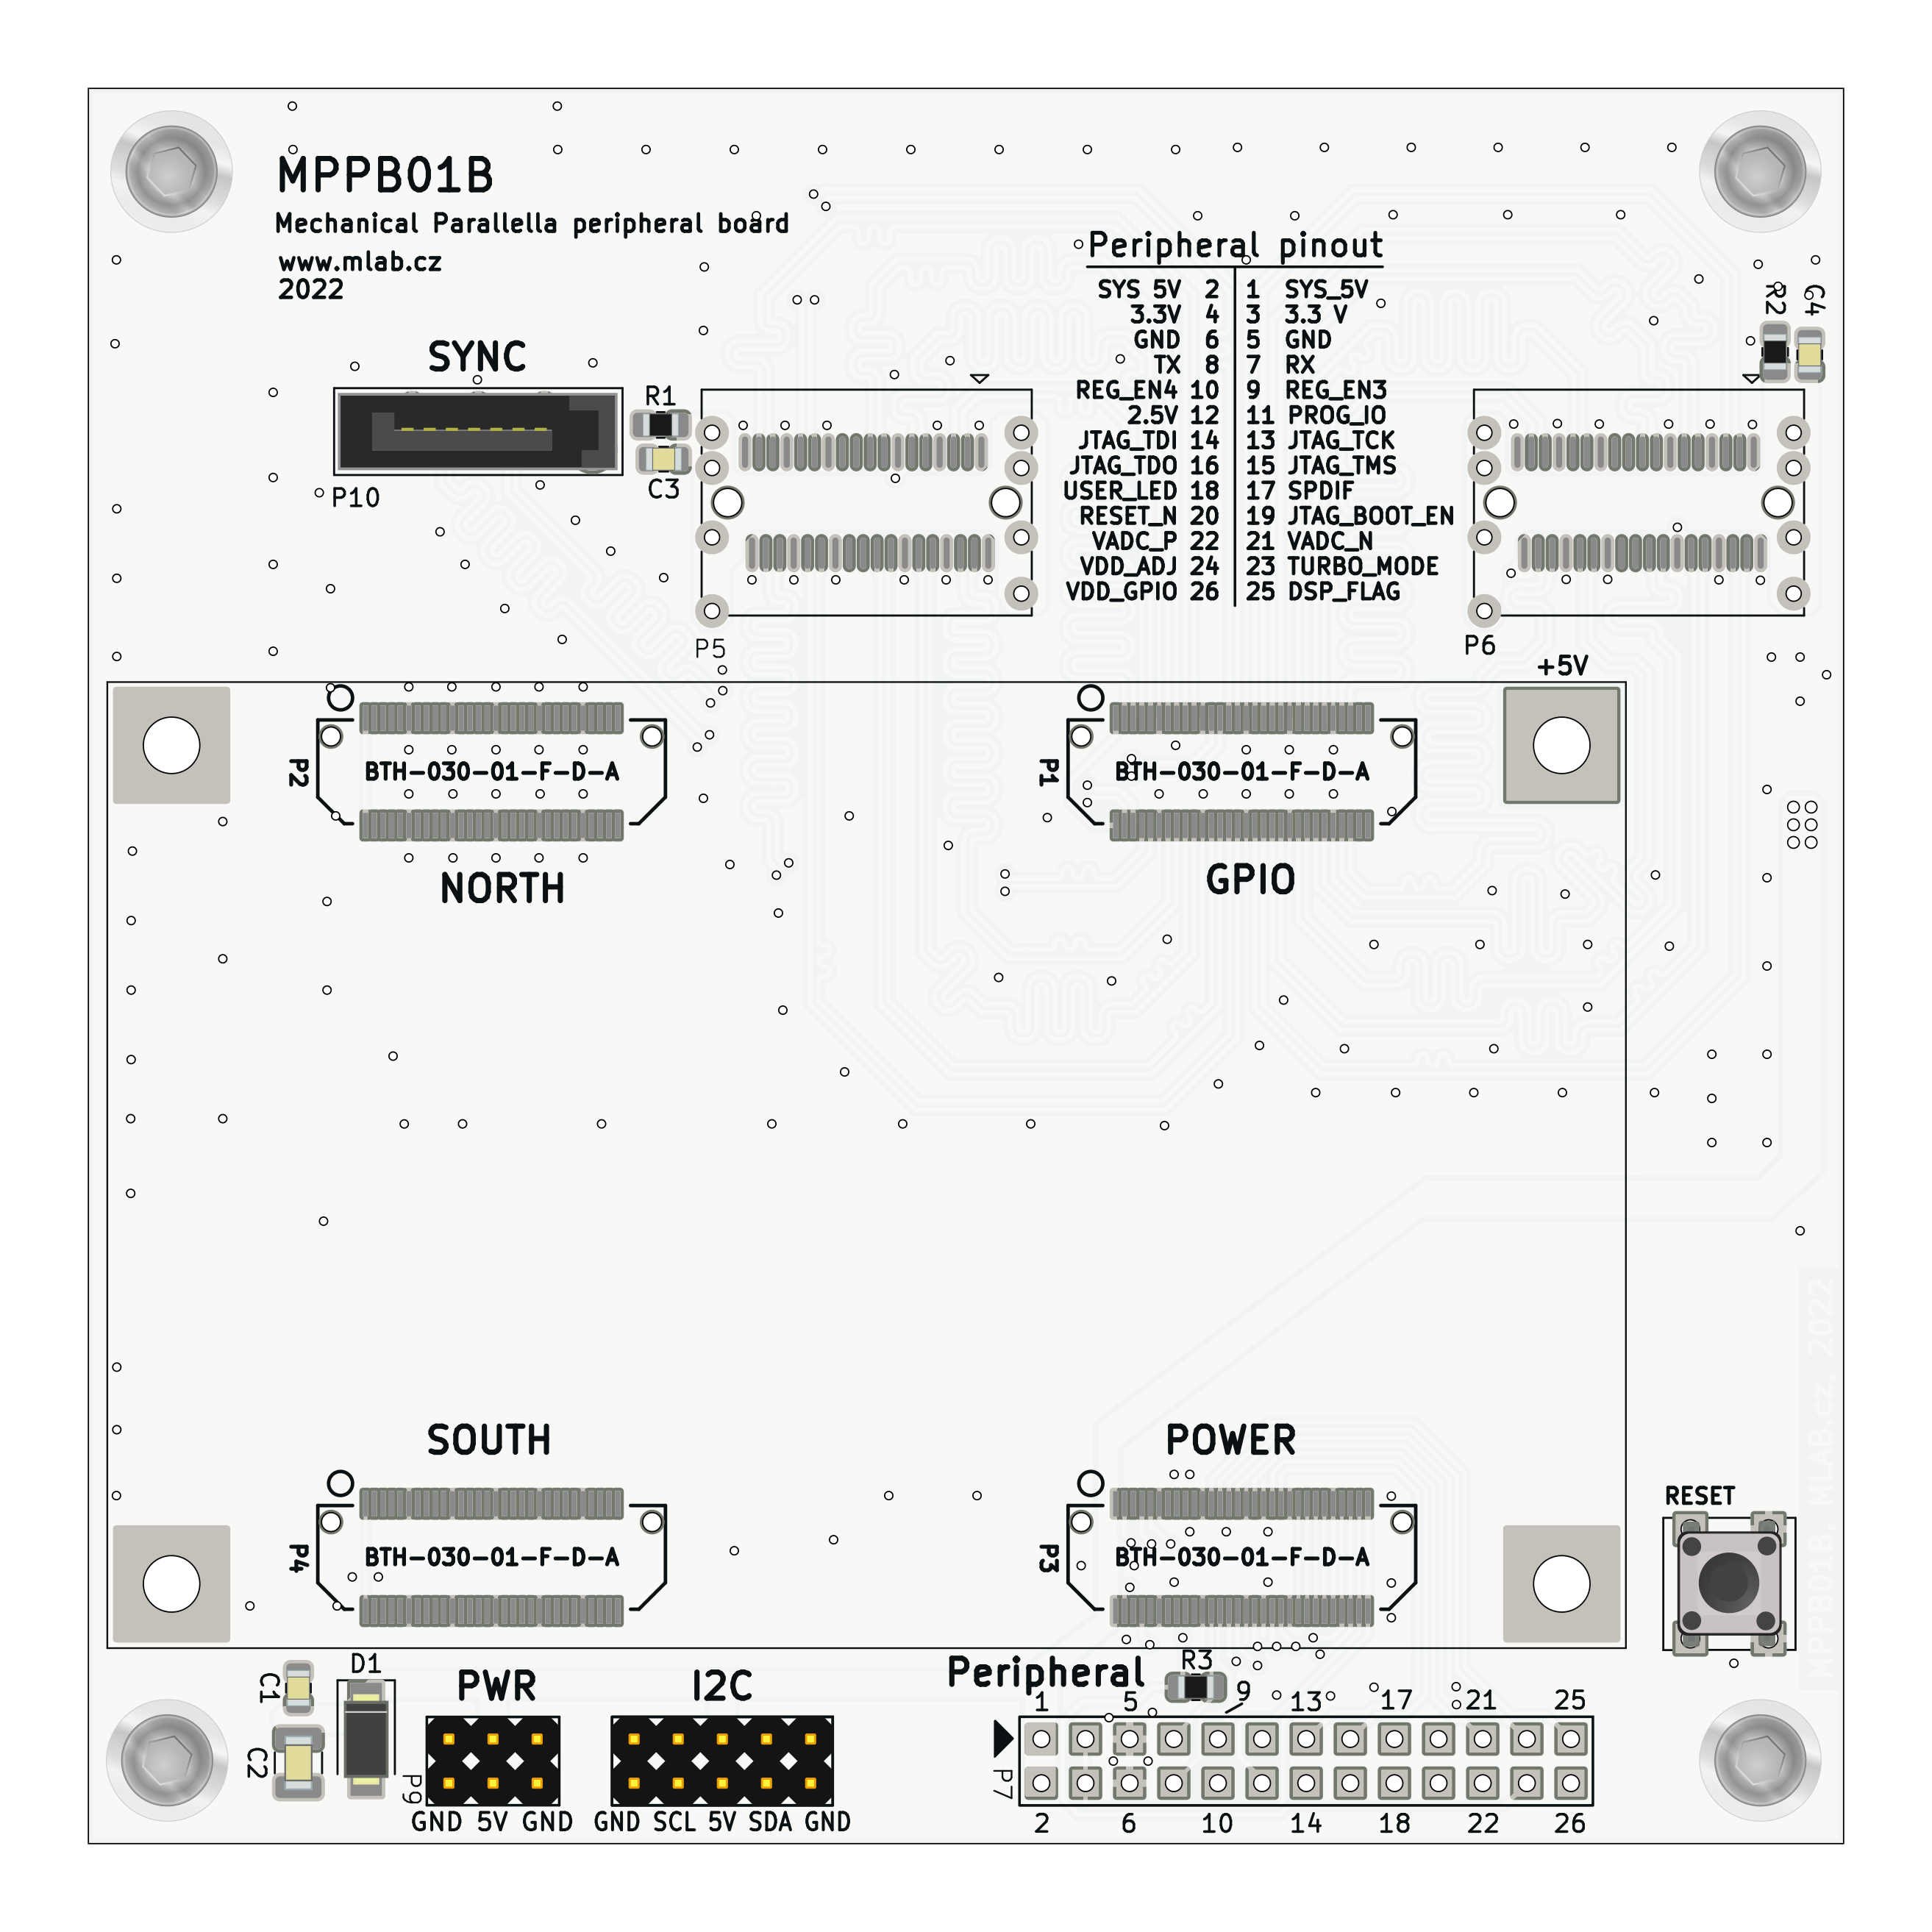 MPPB01B
Mechanical Parallella peripheral board
www.mlab.cz
2022
Peripheral pinout
SYS 5V 2 1 SYS_5V
3.3V 4 3 3.3 V
GND 6 5 GND
TX 8 7 RX
REG_EN4 10 9 REG_EN3
2.5V 12 11 PROG_IO
JTAG_TDI 14 13 JTAG_TCK
JTAG_TDO 16 15 JTAG_TMS
USER_LED 18 17 SPDIF
RESET_N 20 19 JTAG_BOOT_EN
VADC_P 22 21 VADC_N
VDD_ADJ 24 23 TURBO_MODE
VDD_GPIO 26 25 DSP_FLAG
R2
SYNC
R1
C3
P10
P5
P6
+5V
P2
BTH-030-01-F-D-A
P1
BTH-030-01-F-D-A
NORTH
GPIO
SOUTH
POWER
P4
BTH-030-01-F-D-A
P3
BTH-030-01-F-D-A
RESET
MPPB01B, MLAB.cz, 2022
C1
D1
PWR
I2C
Peripheral
R3
1 5 9 13 17 21 25
C2
P9
P7
GND 5V GND
GND SCL 5V SDA GND
2 6 10 14 18 22 26